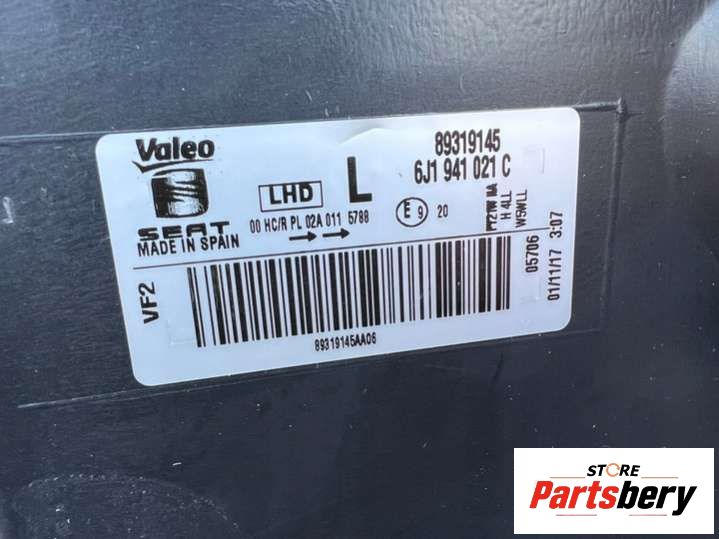 Valeo
SEAT
MADE IN SPAIN
VF2
LHD
L
89319145
6J1 941 021 C
00 HC/R PL 02A 011 5788
E 9 20
PY21W NA
H 4LL
W5WLL
05706
01/11/17 3:07
89319145AA06
STORE
Partsbery